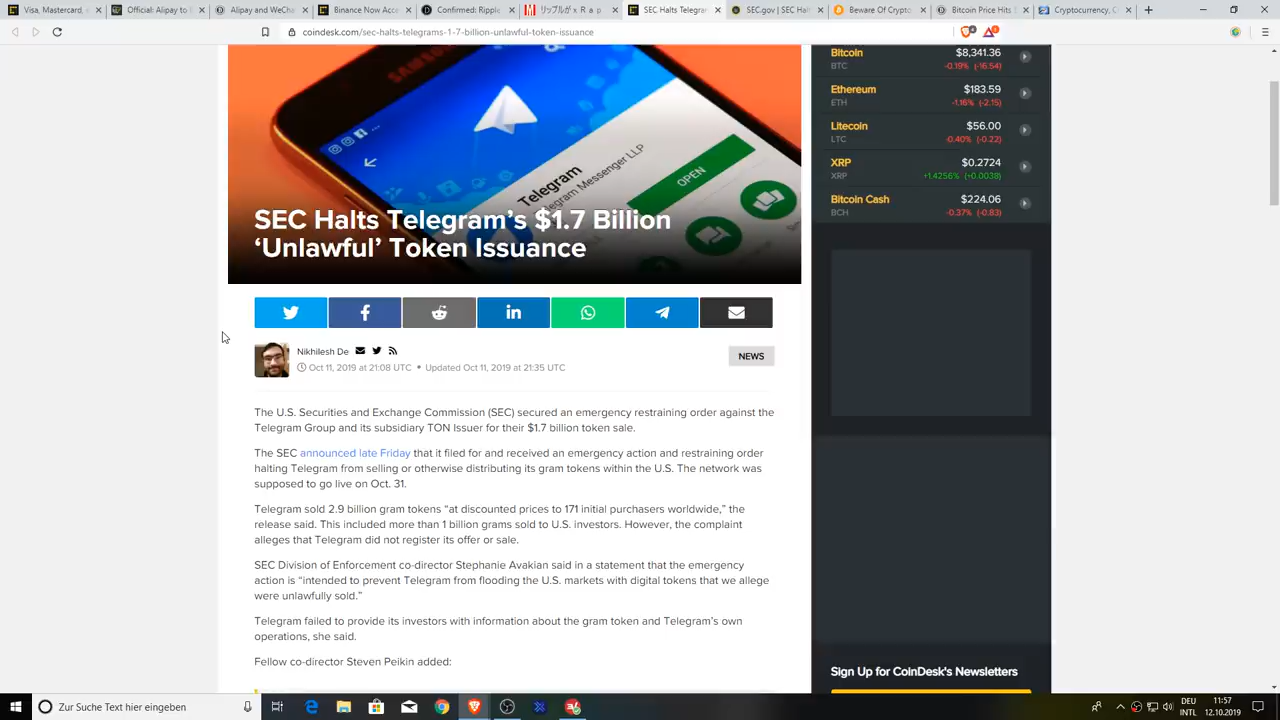 Visa, Mastercard, e
Official: Alipay to B
Alipay and WeCha
Binance Now Acce
Confirmed: Ripple
リップルが x R a p
SEC Halts Telegram
SEC.gov | SEC Halt
Beware Of Crypto
Bitcoin Price Hits
Cryptocurrency, C
coindesk.com/sec-halts-telegrams-1-7-billion-unlawful-token-issuance
Telegram
Telegram Messenger LLP
OPEN
SEC Halts Telegram's $1.7 Billion
‘Unlawful’ Token Issuance
Nikhilesh De
NEWS
Oct 11, 2019 at 21:08 UTC • Updated Oct 11, 2019 at 21:35 UTC
The U.S. Securities and Exchange Commission (SEC) secured an emergency restraining order against the
Telegram Group and its subsidiary TON Issuer for their $1.7 billion token sale.
The SEC announced late Friday that it filed for and received an emergency action and restraining order
halting Telegram from selling or otherwise distributing its gram tokens within the U.S. The network was
supposed to go live on Oct. 31.
Telegram sold 2.9 billion gram tokens “at discounted prices to 171 initial purchasers worldwide,” the
release said. This included more than 1 billion grams sold to U.S. investors. However, the complaint
alleges that Telegram did not register its offer or sale.
SEC Division of Enforcement co-director Stephanie Avakian said in a statement that the emergency
action is “intended to prevent Telegram from flooding the U.S. markets with digital tokens that we allege
were unlawfully sold.”
Telegram failed to provide its investors with information about the gram token and Telegram's own
operations, she said.
Fellow co-director Steven Peikin added:
Bitcoin $8,341.36
BTC -0.19% (-16.54)
Ethereum $183.59
ETH -1.16% (-2.15)
Litecoin $56.00
LTC -0.40% (-0.22)
XRP $0.2724
XRP +1.4256% (+0.0038)
Bitcoin Cash $224.06
BCH -0.37% (-0.83)
Sign Up for CoinDesk's Newsletters
Zur Suche Text hier eingeben
DEU
INTL
11:57
12.10.2019